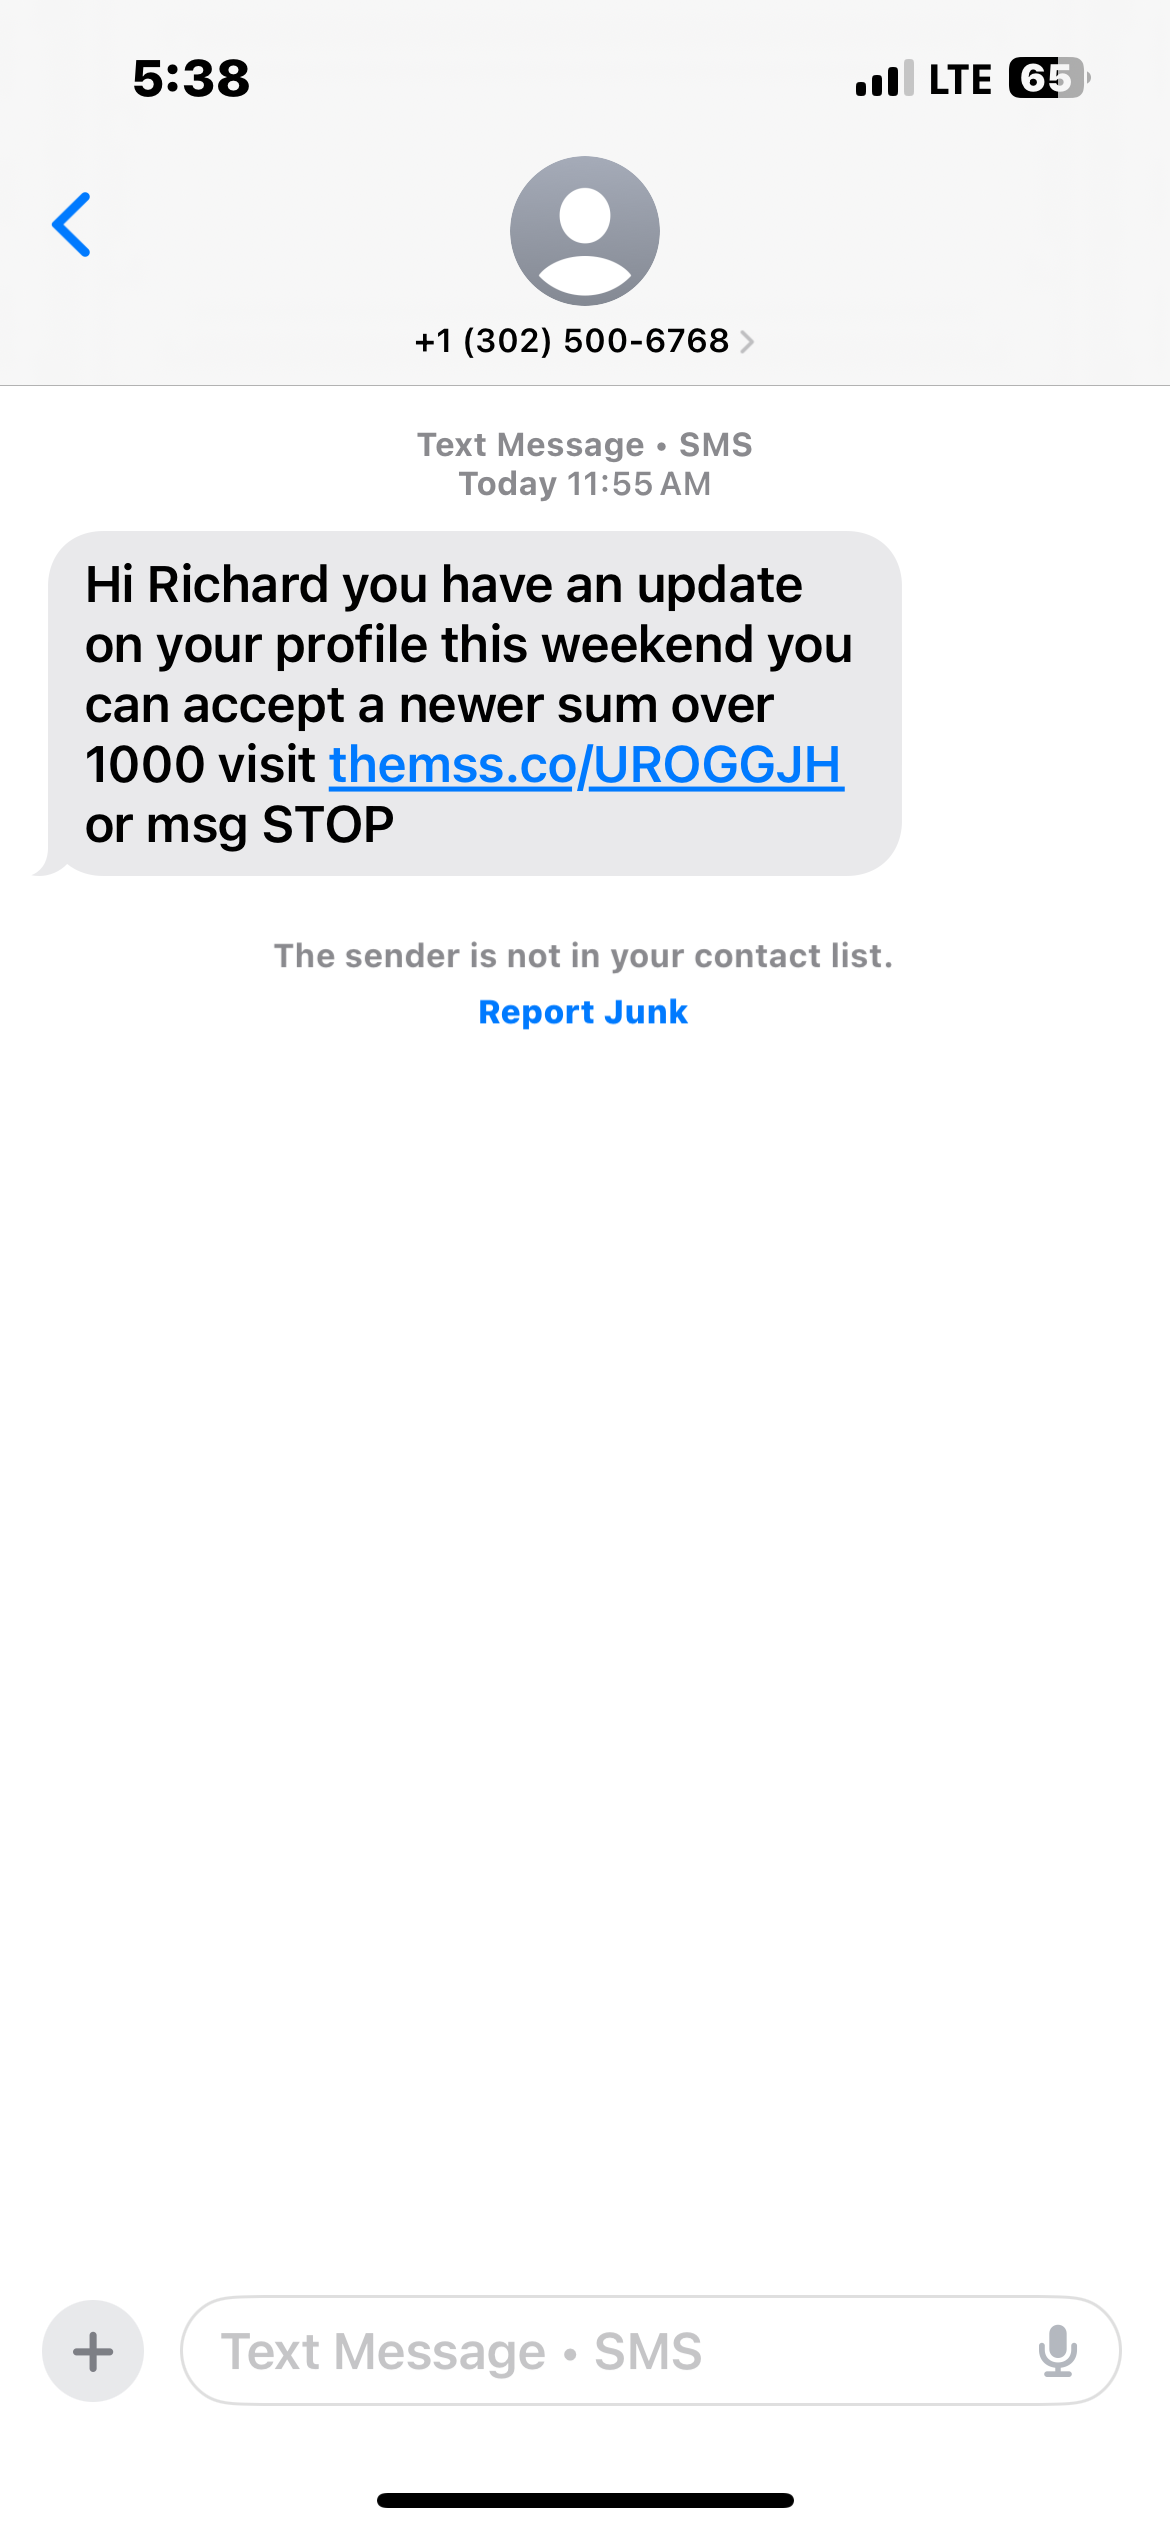 5:38
LTE 65
+1 (302) 500-6768
Text Message • SMS
Today 11:55 AM
Hi Richard you have an update
on your profile this weekend you
can accept a newer sum over
1000 visit themss.co/UROGGJH
or msg STOP
The sender is not in your contact list.
Report Junk
Text Message • SMS